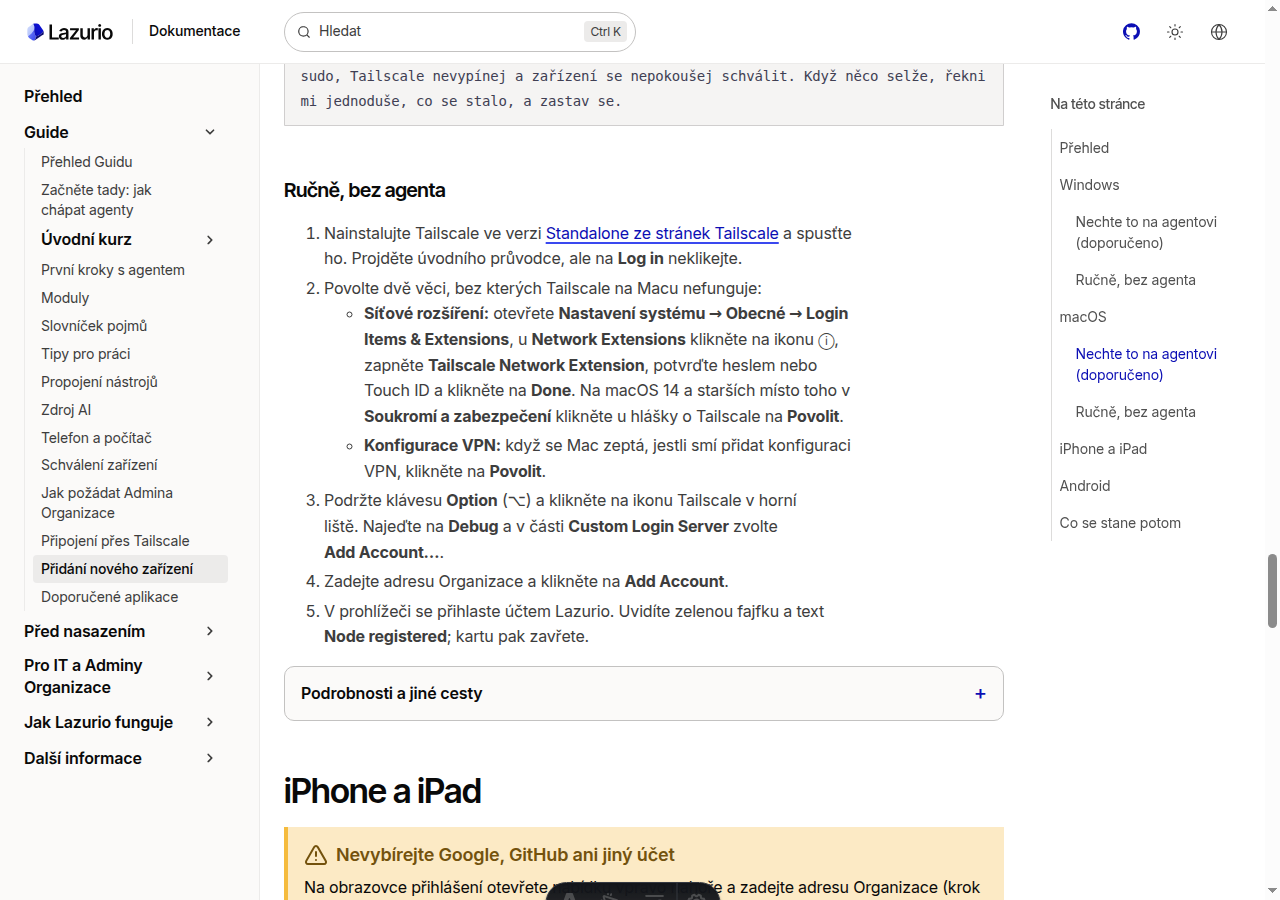 Lazurio
Dokumentace
Hledat
Ctrl K
Přehled
Guide
Přehled Guidu
Začněte tady: jak
chápat agenty
Úvodní kurz
První kroky s agentem
Moduly
Slovníček pojmů
Tipy pro práci
Propojení nástrojů
Zdroj AI
Telefon a počítač
Schválení zařízení
Jak požádat Admina
Organizace
Připojení přes Tailscale
Přidání nového zařízení
Doporučené aplikace
Před nasazením
Pro IT a Adminy
Organizace
Jak Lazurio funguje
Další informace
sudo, Tailscale nevypínej a zařízení se nepokoušej schválit. Když něco selže, řekni
mi jednoduše, co se stalo, a zastav se.
Ručně, bez agenta
1. Nainstalujte Tailscale ve verzi Standalone ze stránek Tailscale a spusťte
ho. Projděte úvodního průvodce, ale na Log in neklikejte.
2. Povolte dvě věci, bez kterých Tailscale na Macu nefunguje:
◦ Síťové rozšíření: otevřete Nastavení systému → Obecné → Login
Items & Extensions, u Network Extensions klikněte na ikonu ⓘ,
zapněte Tailscale Network Extension, potvrďte heslem nebo
Touch ID a klikněte na Done. Na macOS 14 a starších místo toho v
Soukromí a zabezpečení klikněte u hlášky o Tailscale na Povolit.
◦ Konfigurace VPN: když se Mac zeptá, jestli smí přidat konfiguraci
VPN, klikněte na Povolit.
3. Podržte klávesu Option (⌥) a klikněte na ikonu Tailscale v horní
liště. Najeďte na Debug a v části Custom Login Server zvolte
Add Account….
4. Zadejte adresu Organizace a klikněte na Add Account.
5. V prohlížeči se přihlaste účtem Lazurio. Uvidíte zelenou fajfku a text
Node registered; kartu pak zavřete.
Podrobnosti a jiné cesty
+
iPhone a iPad
Nevybírejte Google, GitHub ani jiný účet
Na obrazovce přihlášení otevřete a zadejte adresu Organizace (krok
Na této stránce
Přehled
Windows
Nechte to na agentovi
(doporučeno)
Ručně, bez agenta
macOS
Nechte to na agentovi
(doporučeno)
Ručně, bez agenta
iPhone a iPad
Android
Co se stane potom